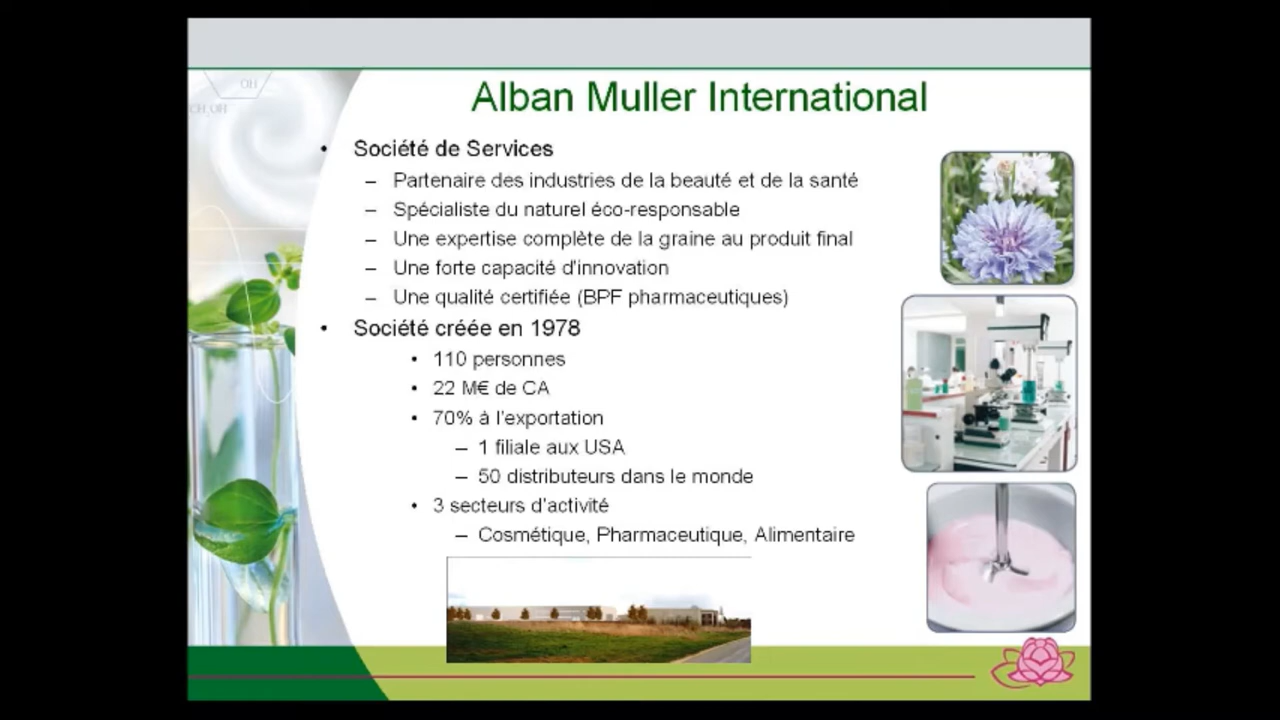 Alban Muller International
• Société de Services
– Partenaire des industries de la beauté et de la santé
– Spécialiste du naturel éco-responsable
– Une expertise complète de la graine au produit final
– Une forte capacité d'innovation
– Une qualité certifiée (BPF pharmaceutiques)
• Société créée en 1978
• 110 personnes
• 22 M€ de CA
• 70% à l'exportation
– 1 filiale aux USA
– 50 distributeurs dans le monde
• 3 secteurs d'activité
– Cosmétique, Pharmaceutique, Alimentaire
OH